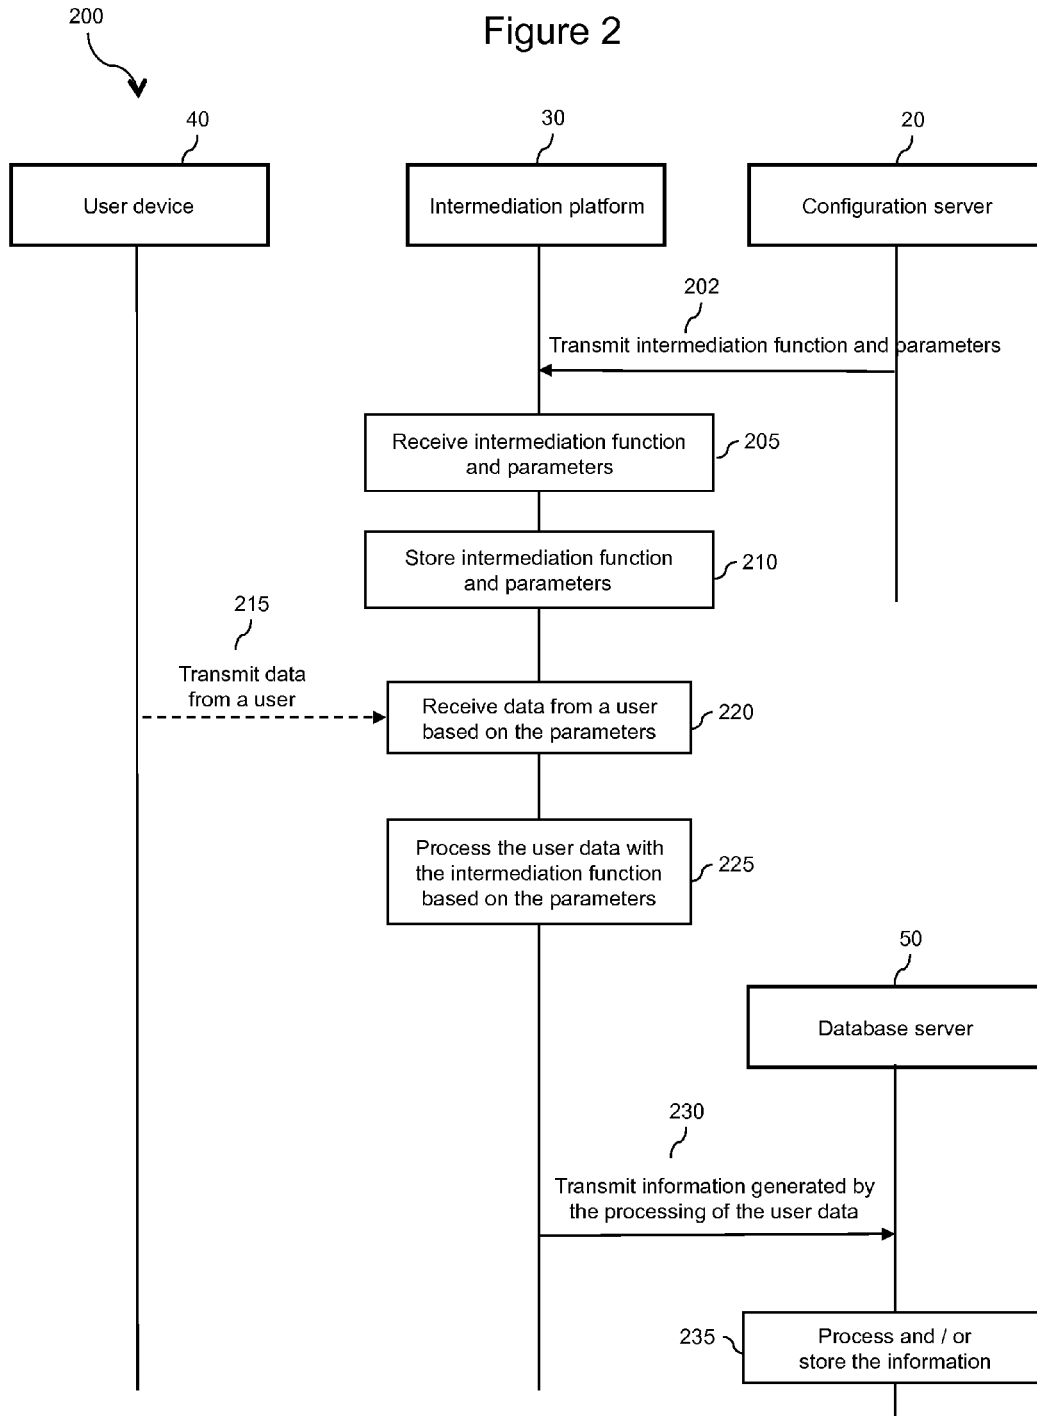 200
Figure 2
40
30
20
User device
Intermediation platform
Configuration server
202
Transmit intermediation function and parameters
Receive intermediation function
and parameters
205
Store intermediation function
and parameters
210
215
Transmit data
from a user
Receive data from a user
based on the parameters
220
Process the user data with
the intermediation function
based on the parameters
225
50
Database server
230
Transmit information generated by
the processing of the user data
235
Process and / or
store the information